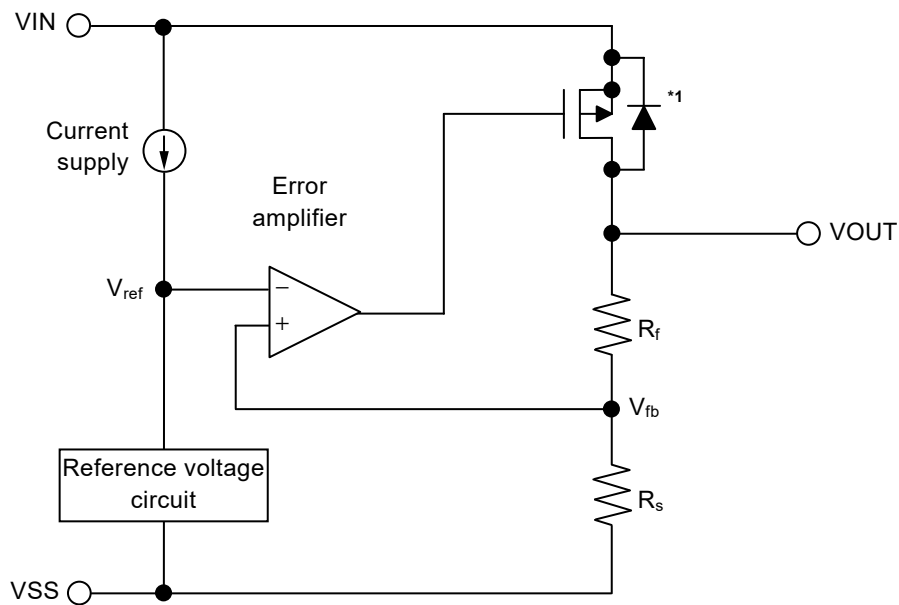 VIN
*1
Current
supply
Error
amplifier
VOUT
Vref
−
+
Rf
Vfb
Reference voltage
circuit
Rs
VSS